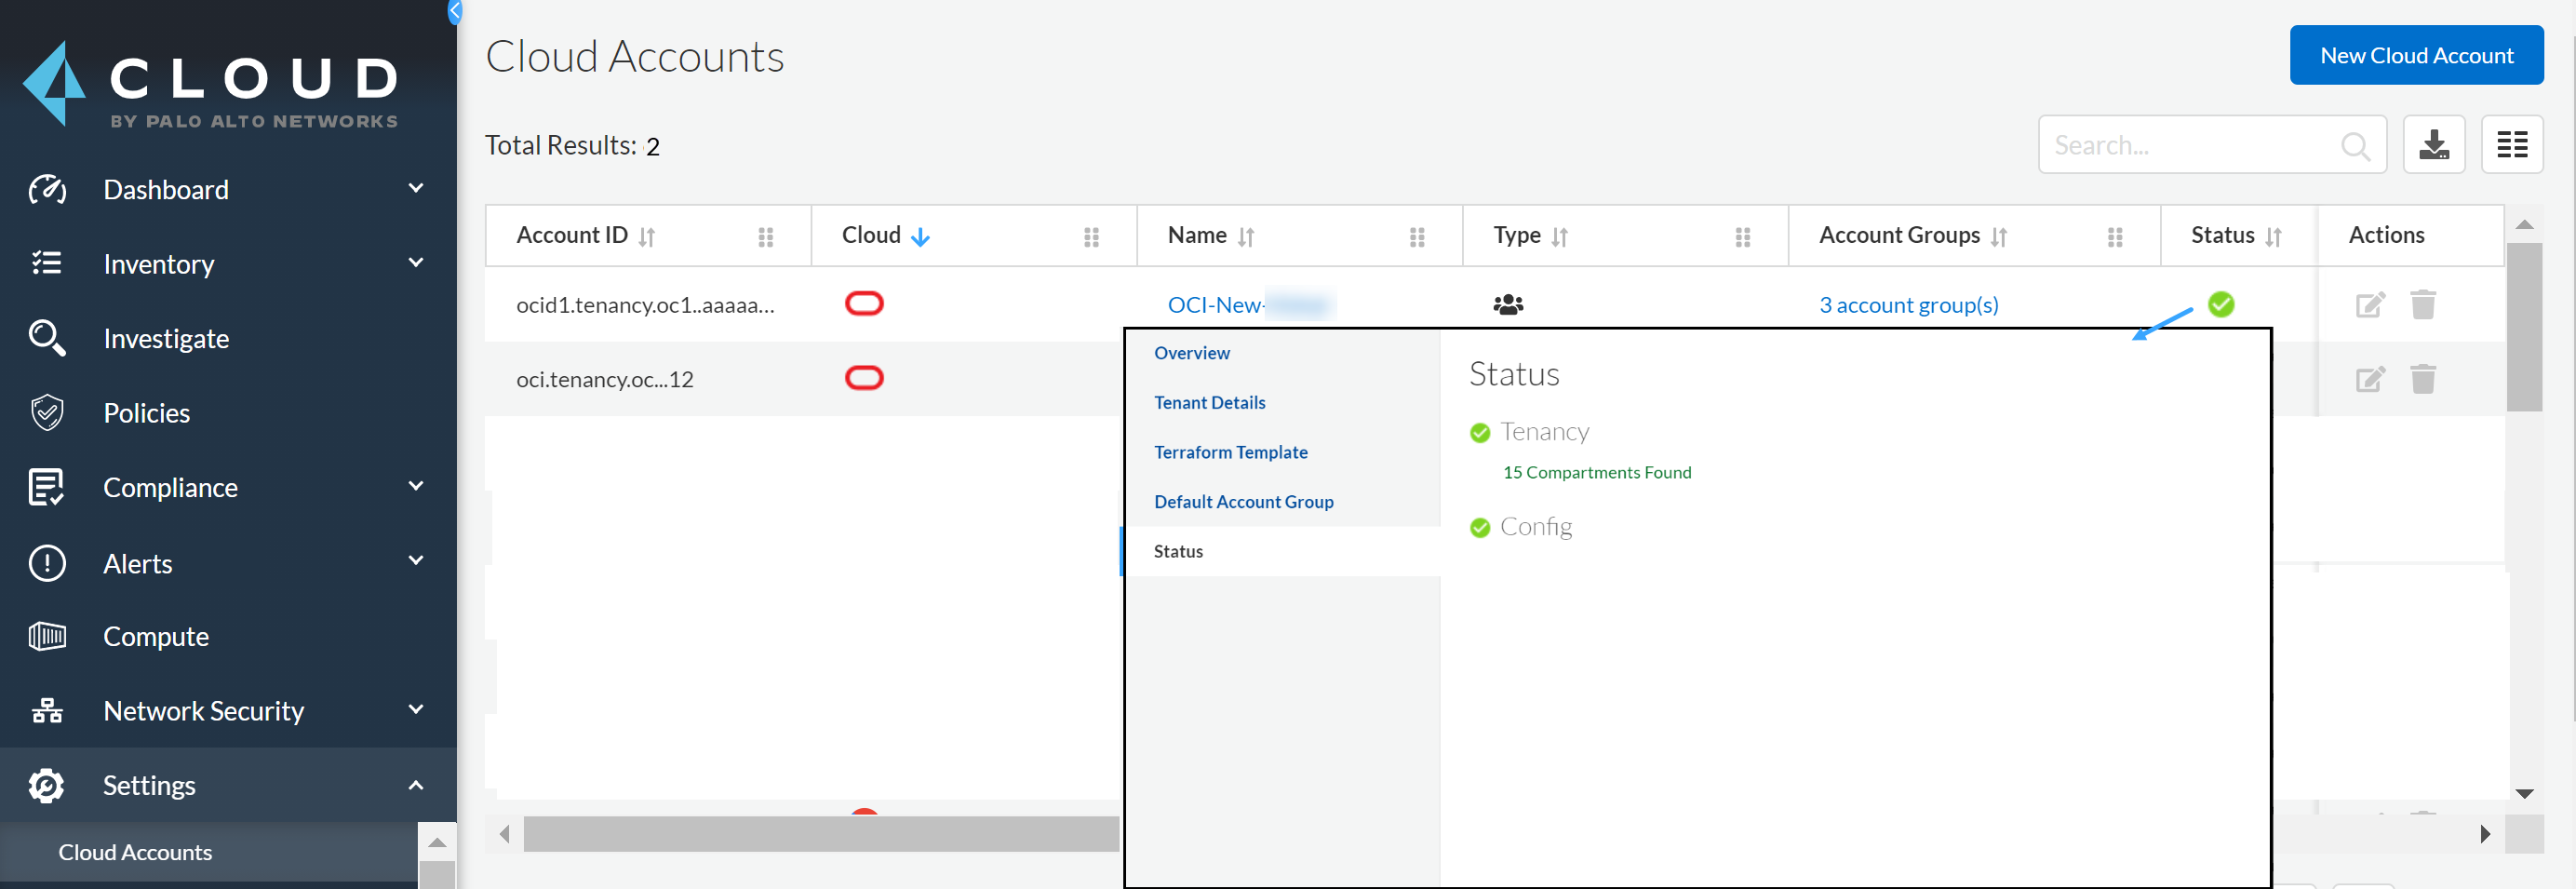 CLOUD
BY PALO ALTO NETWORKS
Dashboard
Inventory
Investigate
Policies
Compliance
Alerts
Compute
Network Security
Settings
Cloud Accounts
Cloud Accounts
New Cloud Account
Total Results: 2
Search...
Account ID Cloud Name Type Account Groups Status Actions
ocid1.tenancy.oc1..aaaaa... OCI-New- 3 account group(s)
oci.tenancy.oc...12
Overview
Tenant Details
Terraform Template
Default Account Group
Status
Status
Tenancy
15 Compartments Found
Config